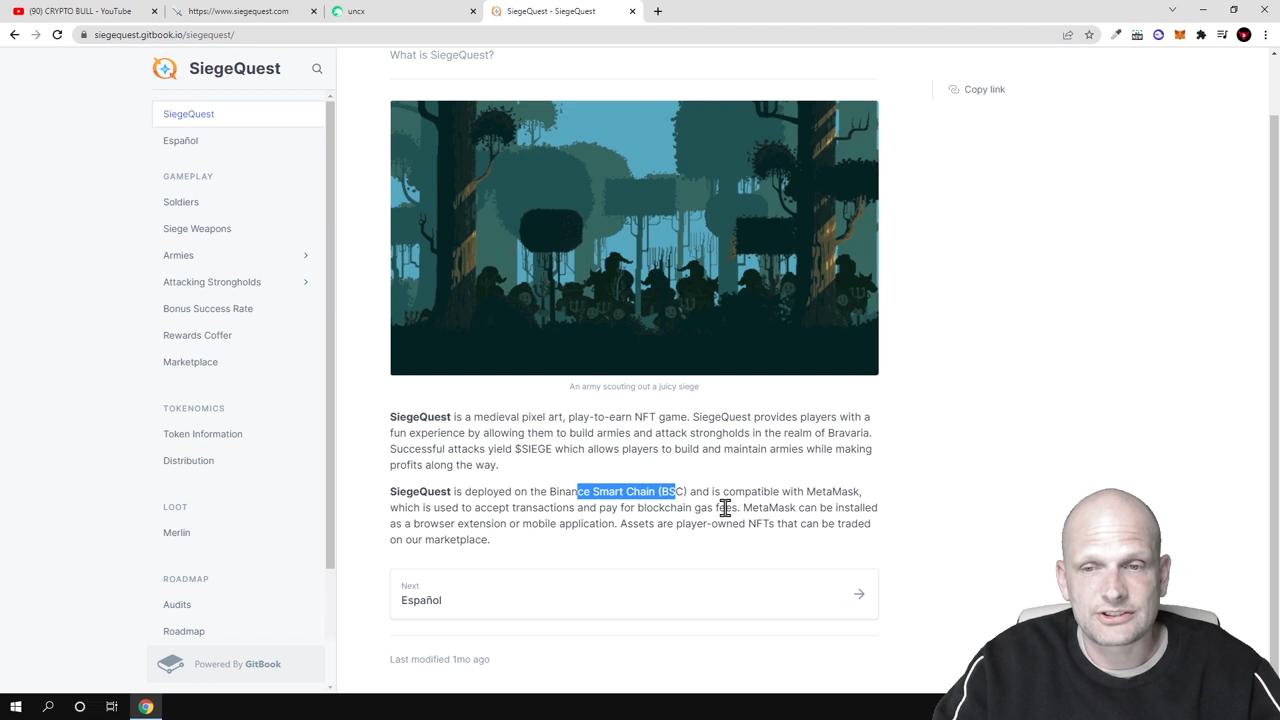 (90) CRYPTO BULL - YouTube
https://www.siegequest.com
uncx
SiegeQuest - SiegeQuest
siegequest.gitbook.io/siegequest/
SiegeQuest
SiegeQuest
Español
GAMEPLAY
Soldiers
Siege Weapons
Armies
Attacking Strongholds
Bonus Success Rate
Rewards Coffer
Marketplace
TOKENOMICS
Token Information
Distribution
LOOT
Merlin
ROADMAP
Audits
Roadmap
Powered By GitBook
What is SiegeQuest?
Copy link
An army scouting out a juicy siege
SiegeQuest is a medieval pixel art, play-to-earn NFT game. SiegeQuest provides players with a
fun experience by allowing them to build armies and attack strongholds in the realm of Bravaria.
Successful attacks yield $SIEGE which allows players to build and maintain armies while making
profits along the way.
SiegeQuest is deployed on the Binance Smart Chain (BSC) and is compatible with MetaMask,
which is used to accept transactions and pay for blockchain gas fees. MetaMask can be installed
as a browser extension or mobile application. Assets are player-owned NFTs that can be traded
on our marketplace.
Next
Español
Last modified 1mo ago